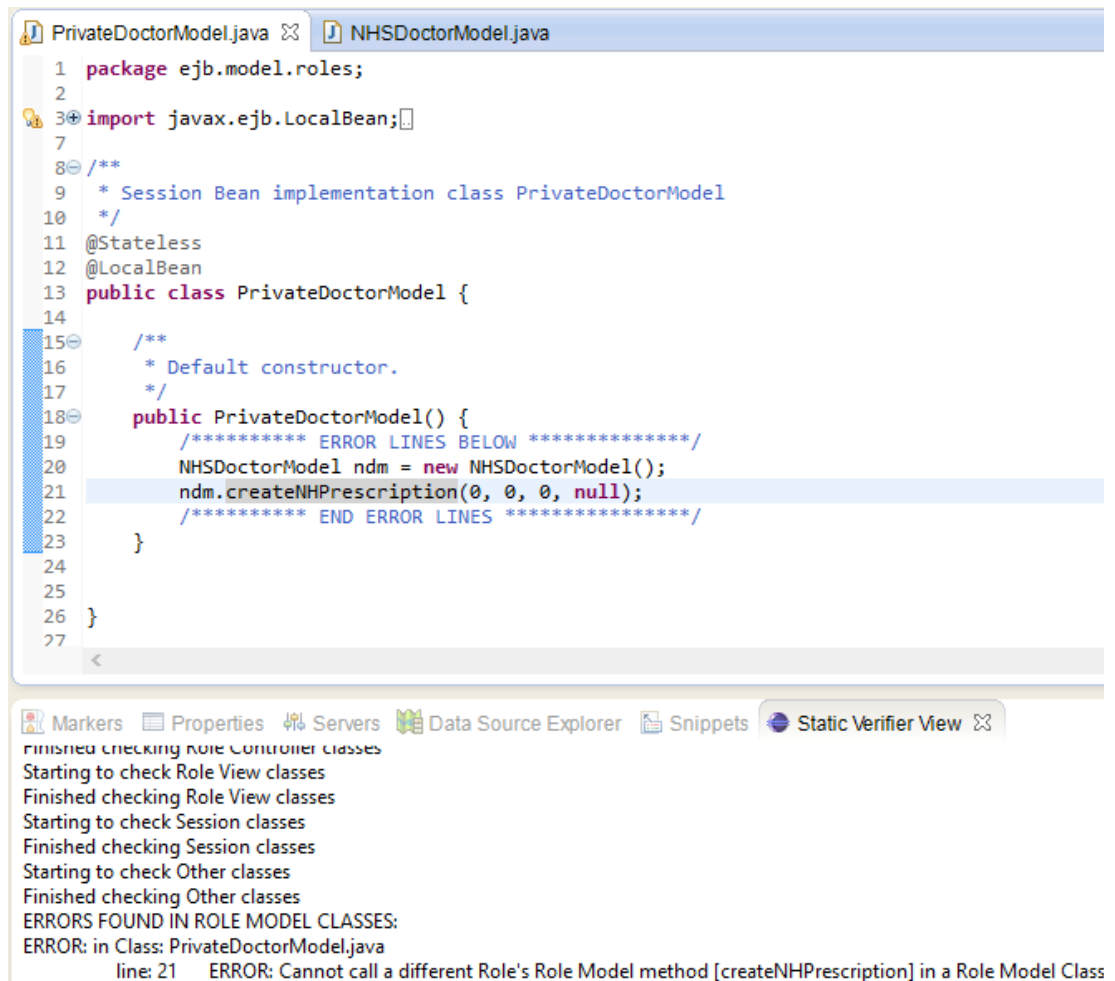 PrivateDoctorModel.java NHSDoctorModel.java
1 package ejb.model.roles;
2
3 import javax.ejb.LocalBean;
7
8 /**
9 * Session Bean implementation class PrivateDoctorModel
10 */
11 @Stateless
12 @LocalBean
13 public class PrivateDoctorModel {
14
15 /**
16 * Default constructor.
17 */
18 public PrivateDoctorModel() {
19 /********** ERROR LINES BELOW **************/
20 NHSDoctorModel ndm = new NHSDoctorModel();
21 ndm.createNHPrescription(0, 0, 0, null);
22 /********** END ERROR LINES ****************/
23 }
24
25
26 }
27
Markers Properties Servers Data Source Explorer Snippets Static Verifier View
Finished checking Role Controller classes
Starting to check Role View classes
Finished checking Role View classes
Starting to check Session classes
Finished checking Session classes
Starting to check Other classes
Finished checking Other classes
ERRORS FOUND IN ROLE MODEL CLASSES:
ERROR: in Class: PrivateDoctorModel.java
line: 21 ERROR: Cannot call a different Role's Role Model method [createNHPrescription] in a Role Model Class